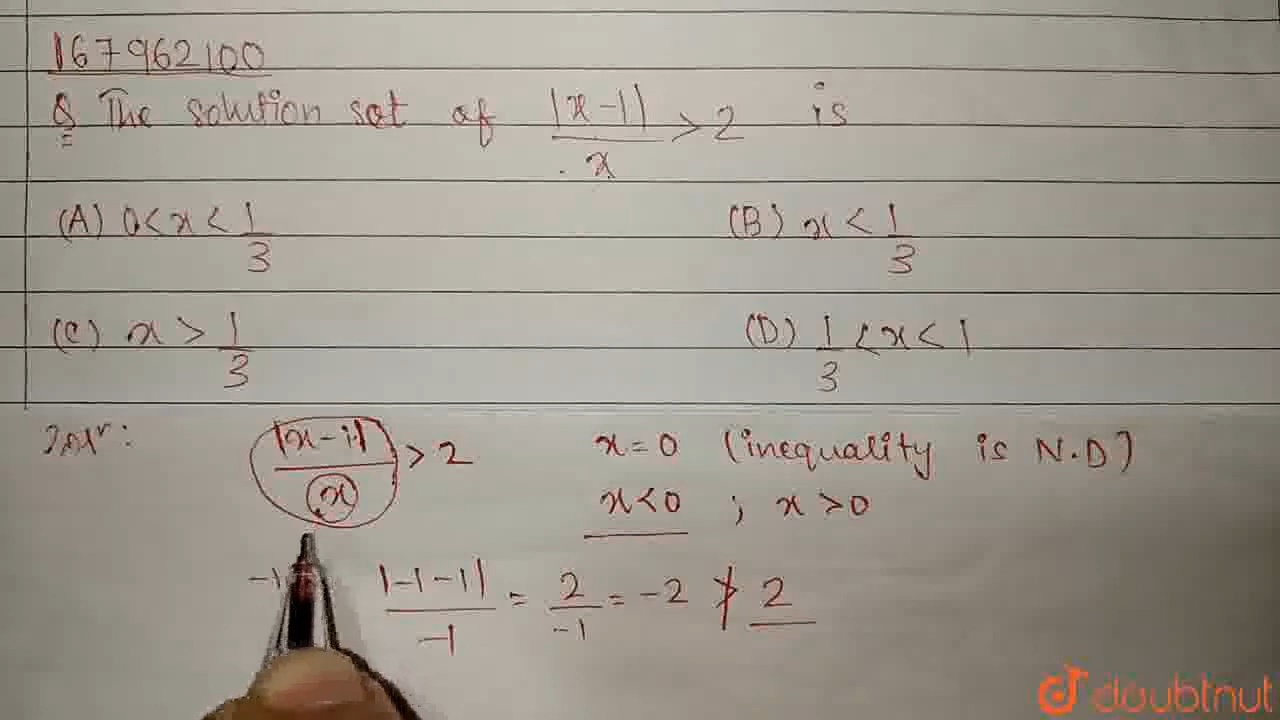 167962100
Q The solution set of |x-1|/x > 2 is
(A) 0<x<1/3 (B) x<1/3
(C) x>1/3 (D) 1/3<x<1
|x-1|/x > 2 x=0 (inequality is N.D)
x<0 ; x>0
-1 |-1-1|/-1 = 2/-1 = -2 ≯ 2
doubtnut